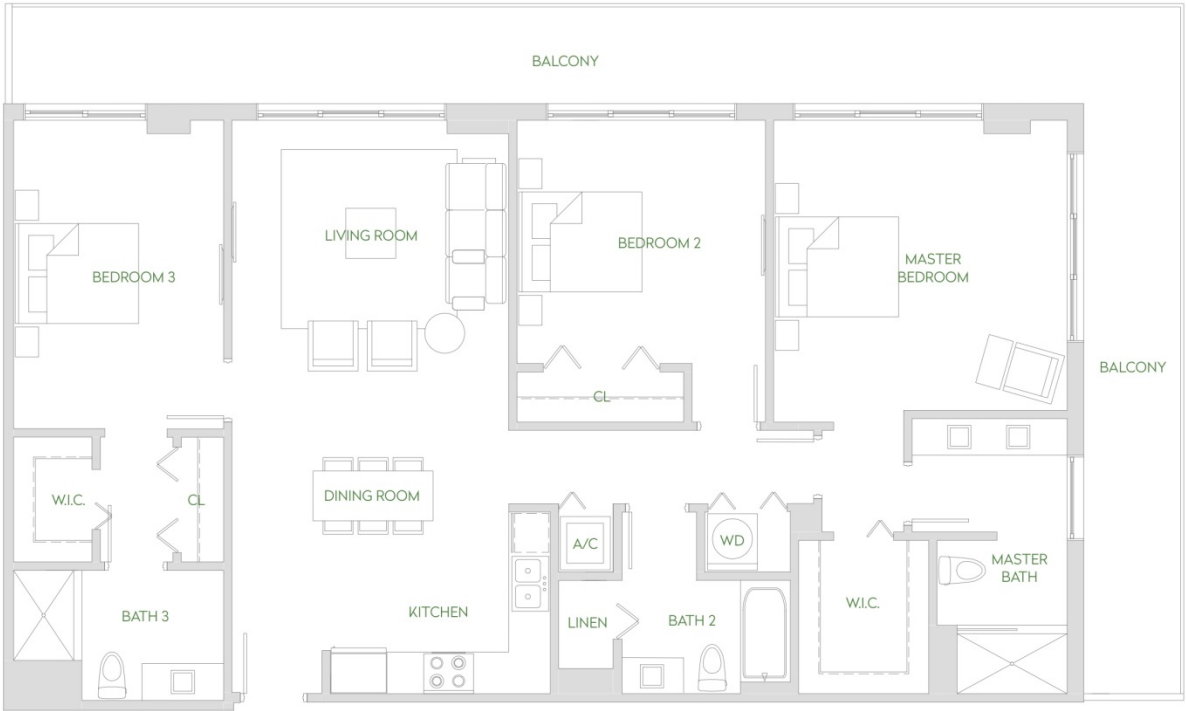 BALCONY
LIVING ROOM
BEDROOM 2
BEDROOM 3
MASTER
BEDROOM
BALCONY
CL
W.I.C.
CL
DINING ROOM
A/C
WD
MASTER
BATH
W.I.C.
BATH 3
KITCHEN
LINEN
BATH 2